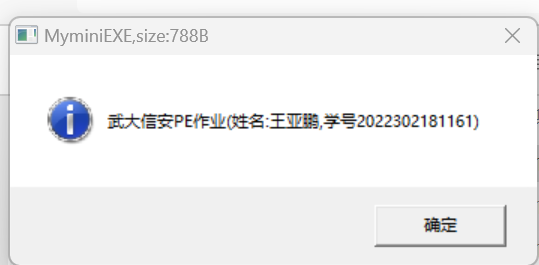 MyminiEXE,size:788B
武大信安PE作业(姓名:王亚鹏,学号2022302181161)
确定